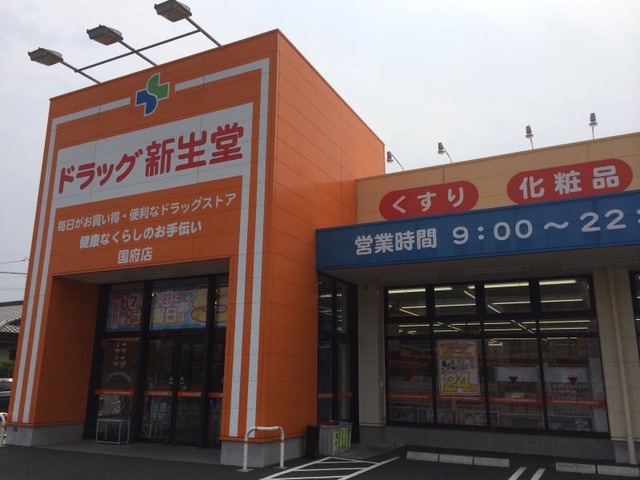 ドラッグ新生堂
毎日がお買い得・便利なドラッグストア
健康なくらしのお手伝い
国府店
くすり
化粧品
営業時間 9:00～22:
24